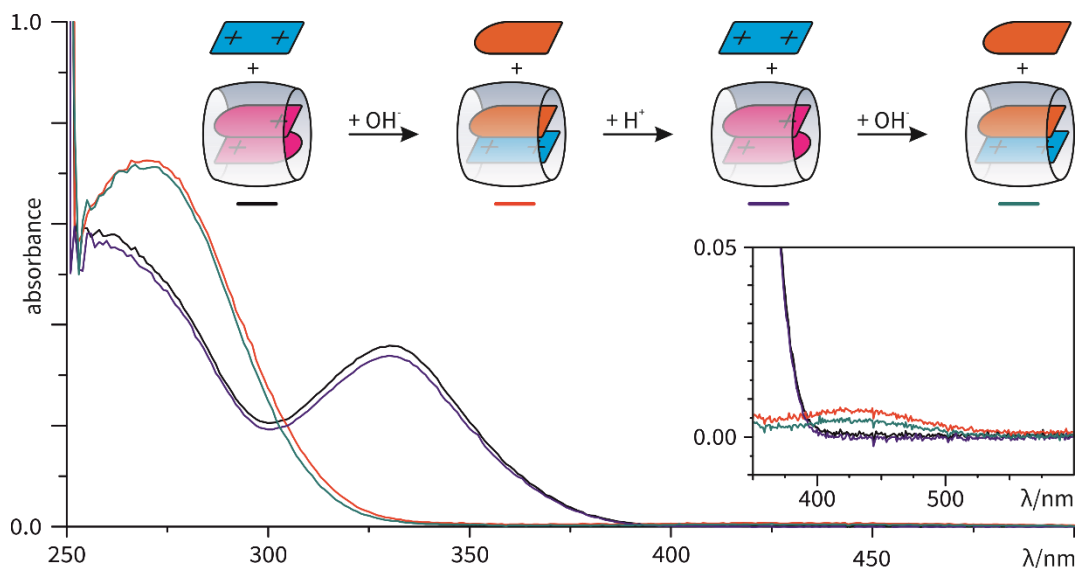 1.0
+ + + +
+ + + +
+ OH⁻ + H⁺ + OH⁻
+ + + +
+ + + + + +
absorbance
0.05
0.00
400 500 λ/nm
0.0
250 300 350 400 450 λ/nm